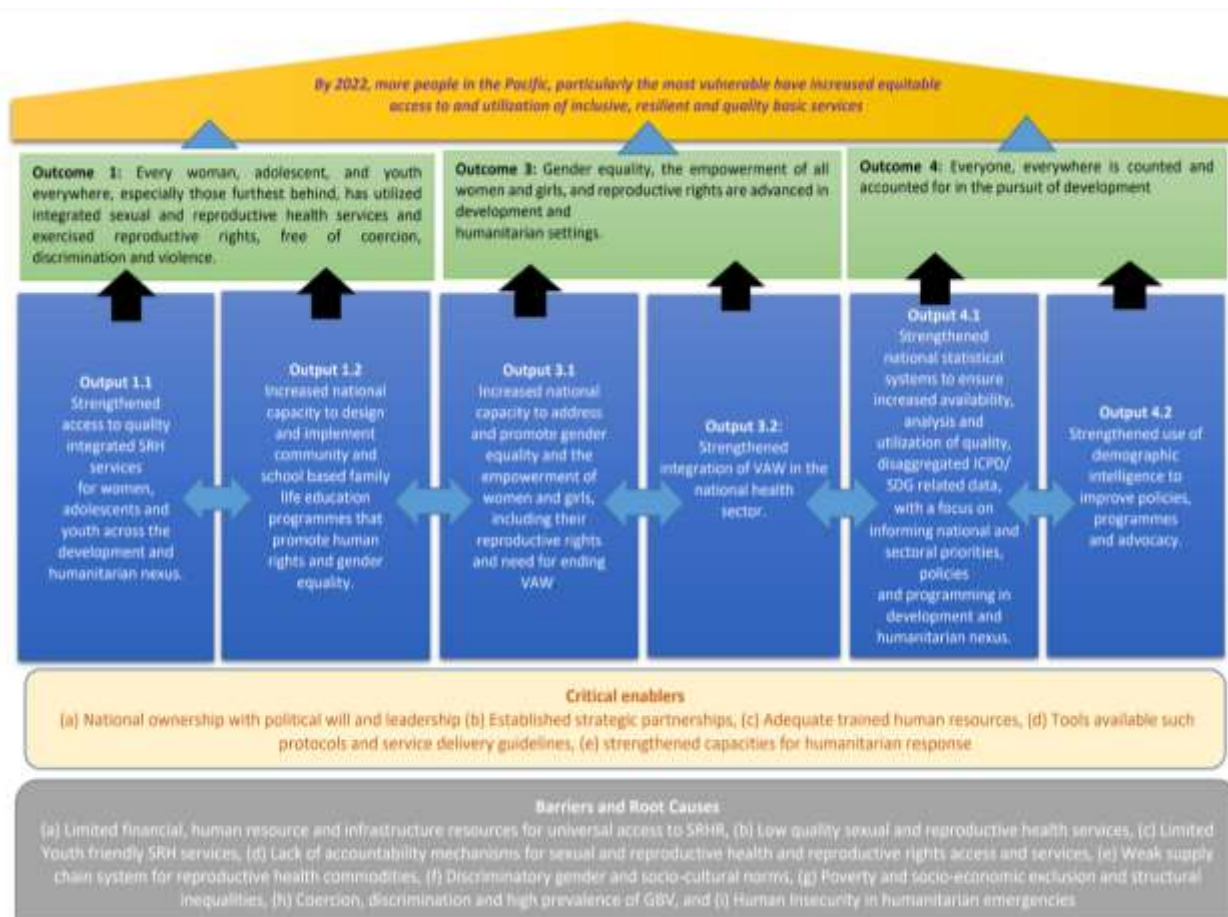 By 2022, more people in the Pacific, particularly the most vulnerable have increased equitable
access to and utilization of inclusive, resilient and quality basic services
Outcome 1: Every woman, adolescent, and youth
everywhere, especially those furthest behind, has utilized
integrated sexual and reproductive health services and
exercised reproductive rights, free of coercion,
discrimination and violence.
Outcome 3: Gender equality, the empowerment of all
women and girls, and reproductive rights are advanced in
development and
humanitarian settings.
Outcome 4: Everyone, everywhere is counted and
accounted for in the pursuit of development
Output 1.1
Strengthened
access to quality
integrated SRH
services
for women,
adolescents and
youth across the
development and
humanitarian nexus.
Output 1.2
Increased national
capacity to design
and implement
community and
school based family
life education
programmes that
promote human
rights and gender
equality.
Output 3.1
Increased national
capacity to address
and promote gender
equality and the
empowerment of
women and girls,
including their
reproductive rights
and need for ending
VAW
Output 3.2:
Strengthened
integration of VAW in the
national health
sector.
Output 4.1
Strengthened
national statistical
systems to ensure
increased availability,
analysis and
utilization of quality,
disaggregated ICPD/
SDG related data,
with a focus on
informing national and
sectoral priorities,
policies
and programming in
development and
humanitarian nexus.
Output 4.2
Strengthened use of
demographic
intelligence to
improve policies,
programmes
and advocacy.
Critical enablers
(a) National ownership with political will and leadership (b) Established strategic partnerships, (c) Adequate trained human resources, (d) Tools available such
protocols and service delivery guidelines, (e) strengthened capacities for humanitarian response
Barriers and Root Causes
(a) Limited financial, human resource and infrastructure resources for universal access to SRHR, (b) Low quality sexual and reproductive health services, (c) Limited
Youth friendly SRH services, (d) Lack of accountability mechanisms for sexual and reproductive health and reproductive rights access and services, (e) Weak supply
chain system for reproductive health commodities, (f) Discriminatory gender and socio-cultural norms, (g) Poverty and socio-economic exclusion and structural
inequalities, (h) Coercion, discrimination and high prevalence of GBV, and (i) Human Insecurity in humanitarian emergencies